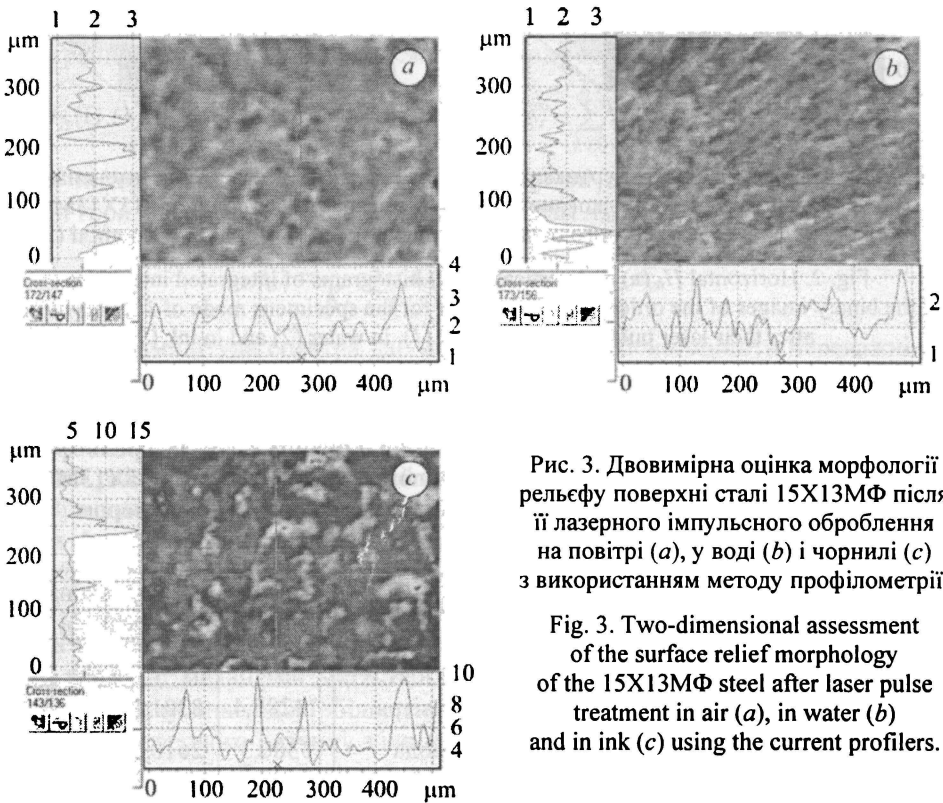 1 2 3
μm
300
200
100
0
a
Cross-section
172/147
4
3
2
1
0 100 200 300 400 μm
1 2 3
μm
300
200
100
0
b
Cross-section
173/156
2
1
0 100 200 300 400 μm
5 10 15
μm
300
200
100
0
c
Cross-section
143/136
10
8
6
4
0 100 200 300 400 μm
Рис. 3. Двовимірна оцінка морфології
рельєфу поверхні сталі 15Х13МФ після
її лазерного імпульсного оброблення
на повітрі (a), у воді (b) і чорнилі (c)
з використанням методу профілометрії
Fig. 3. Two-dimensional assessment
of the surface relief morphology
of the 15Х13МФ steel after laser pulse
treatment in air (a), in water (b)
and in ink (c) using the current profilers.